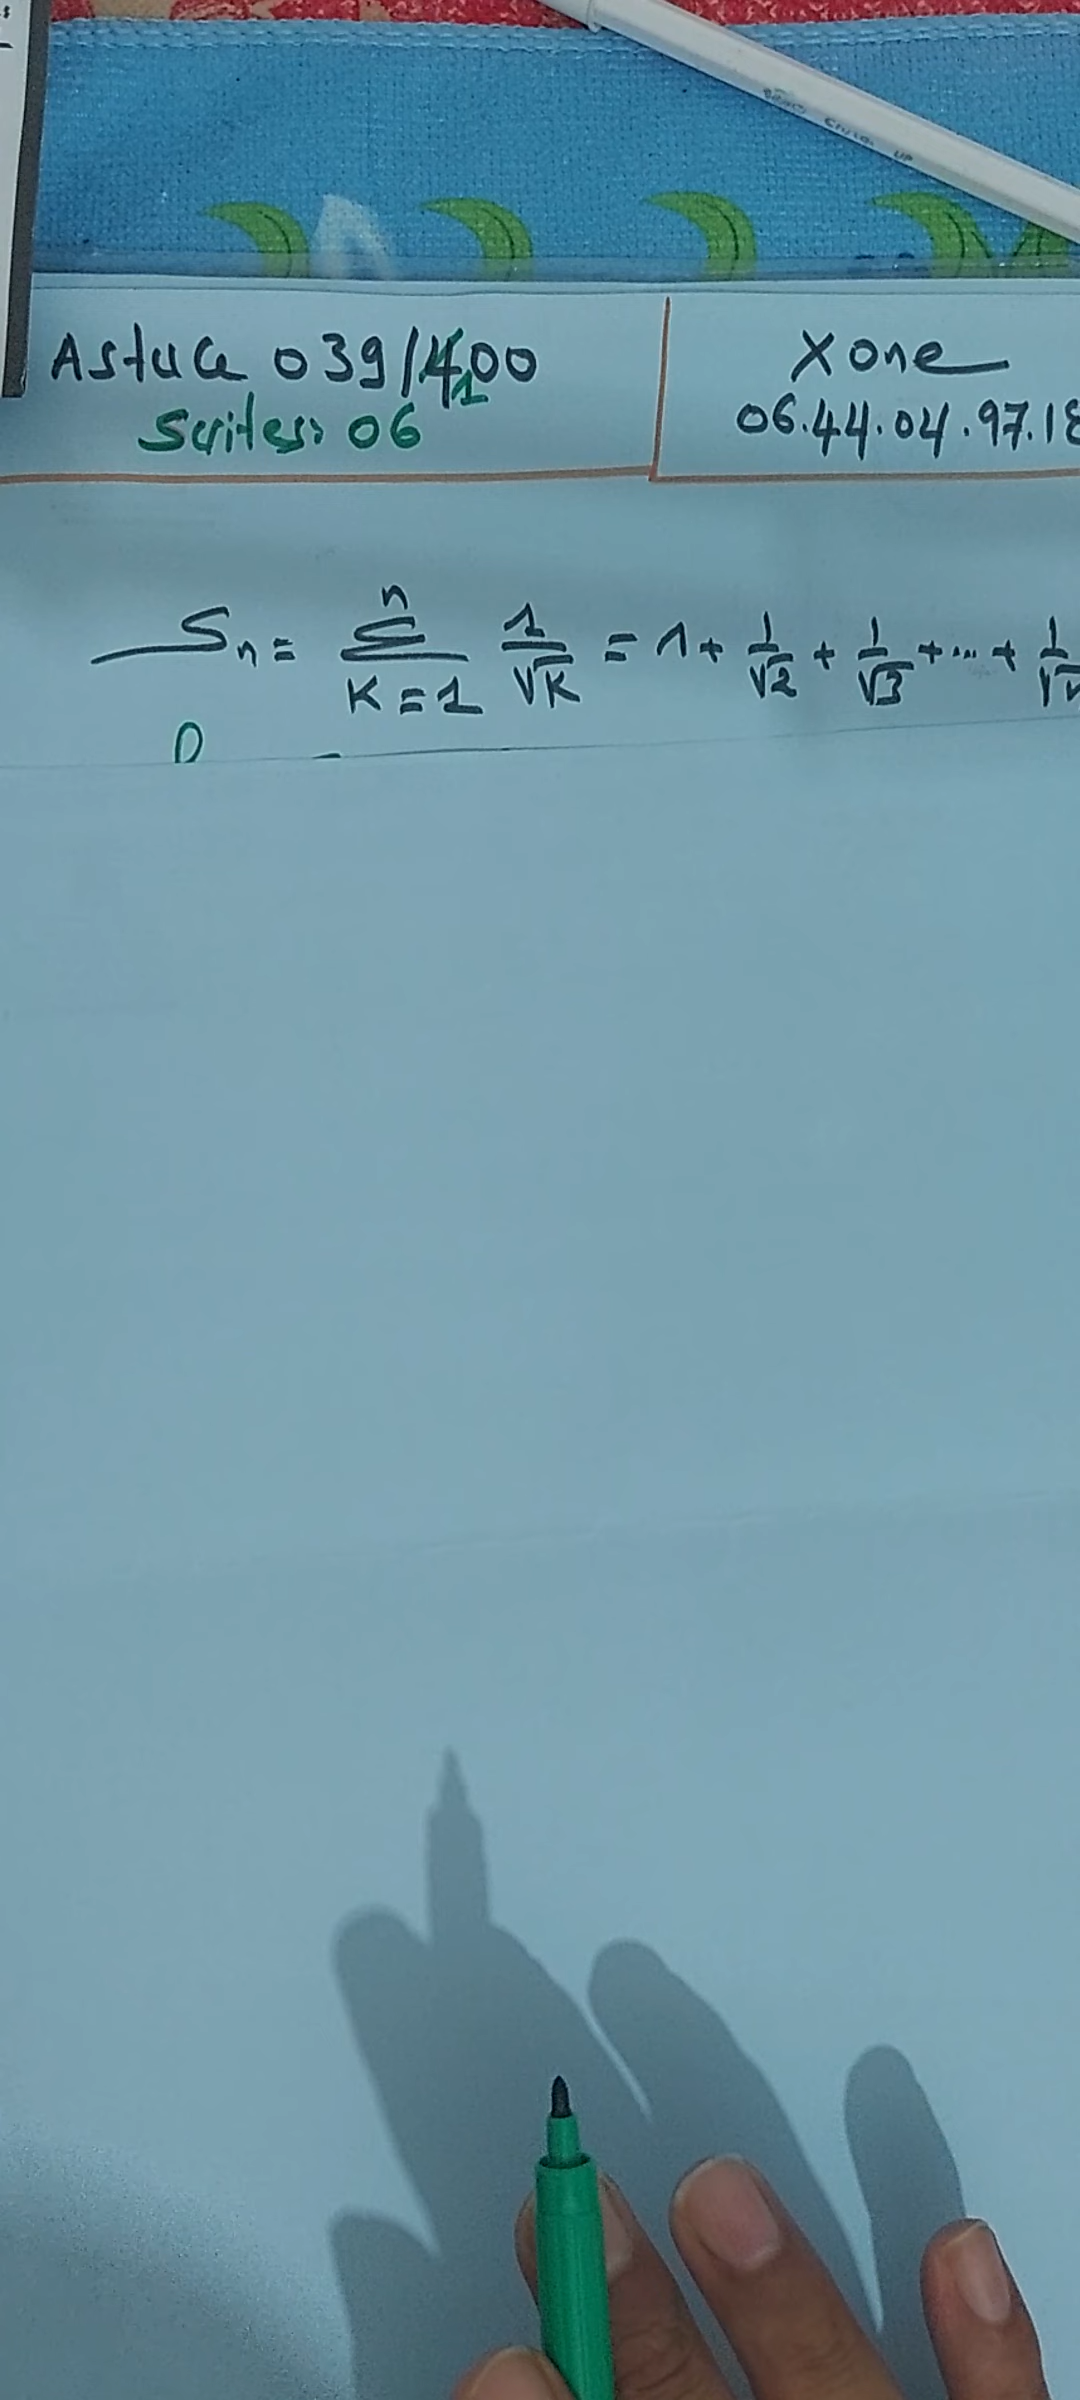 Astuce 039/100
Suites: 06
Xone
06.44.04.97.18
Sₙ = Σ_{K=1}^{n} 1/√K = 1 + 1/√2 + 1/√3 + ... + 1/√